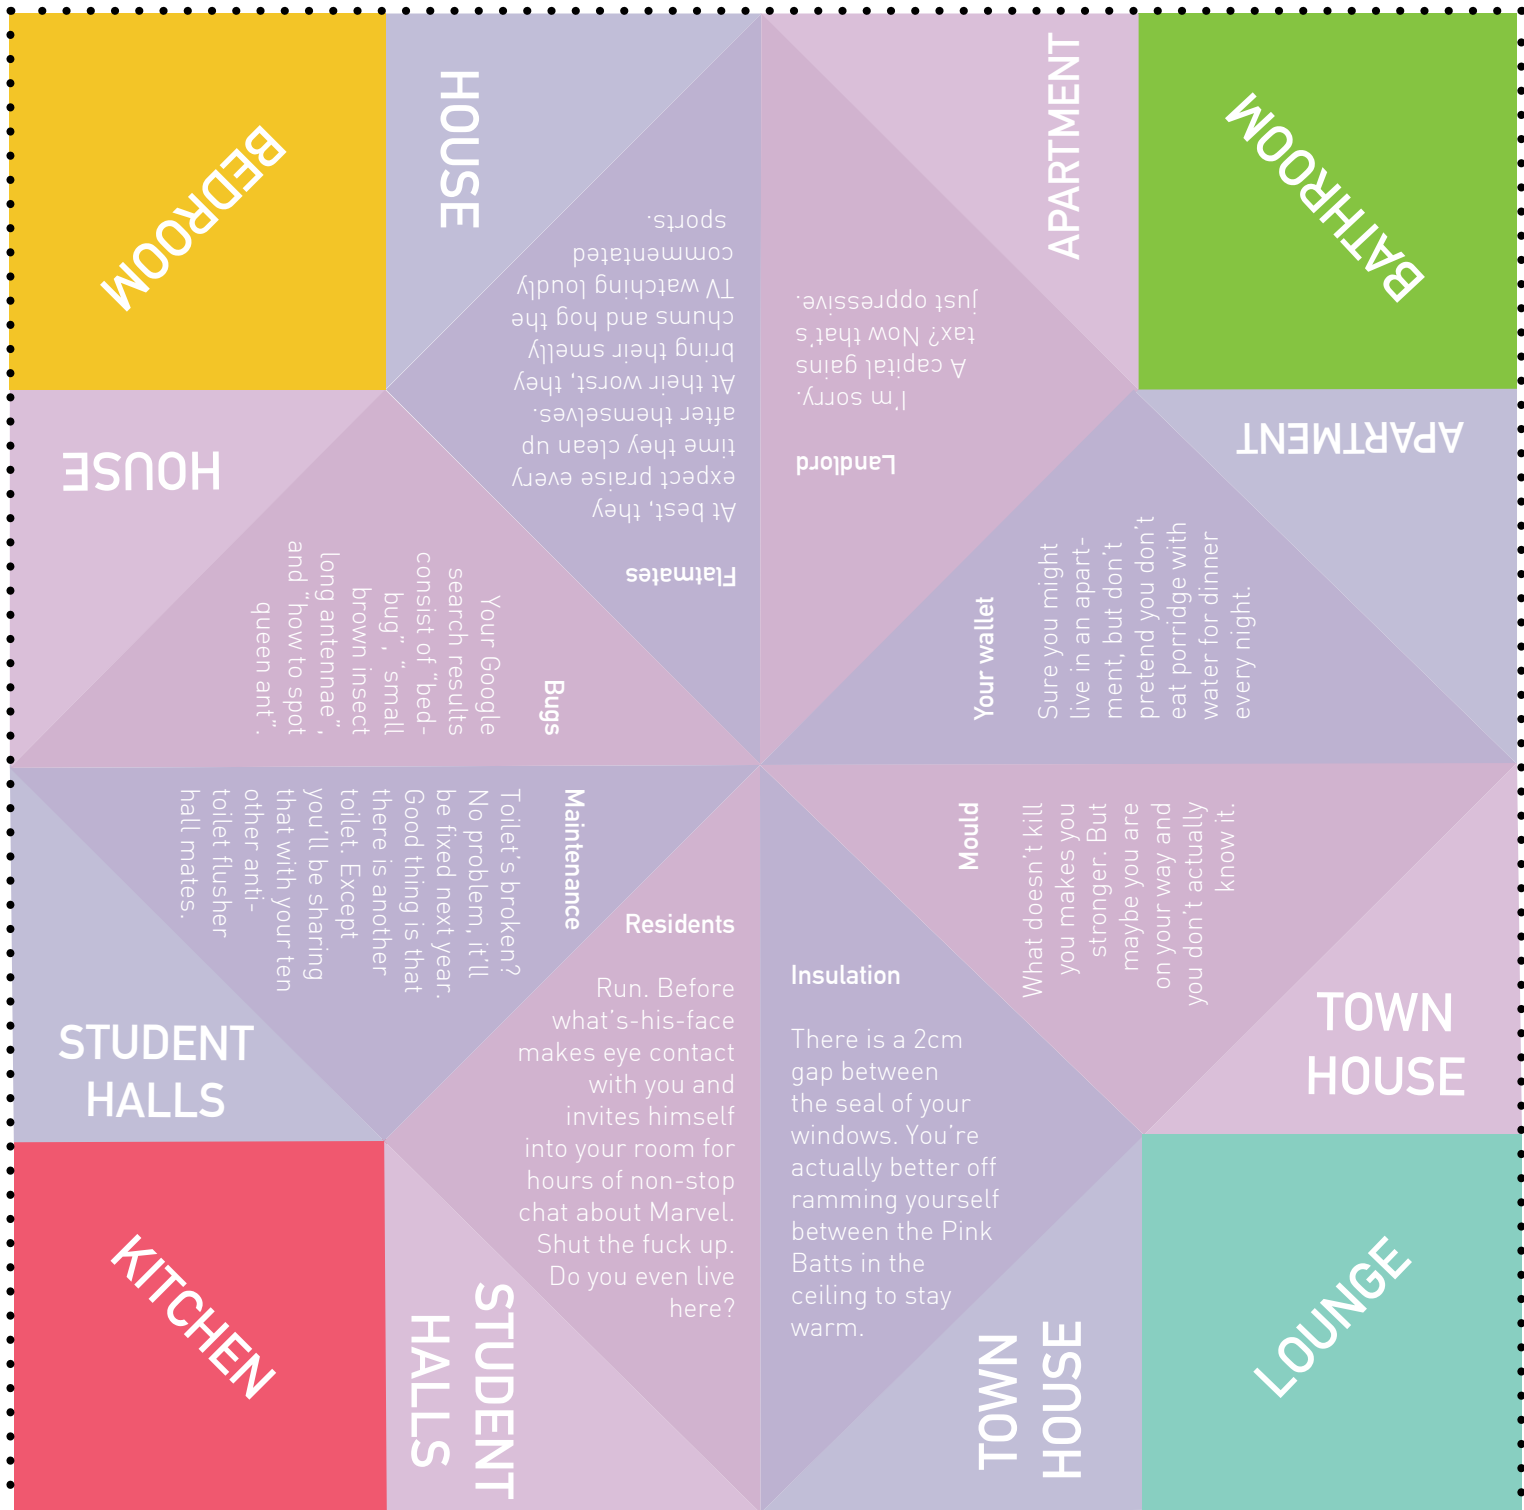 BEDROOM
HOUSE
APARTMENT
BATHROOM
HOUSE
Flatmates
At best, they
expect praise every
time they clean up
after themselves.
At their worst, they
bring their smelly
chums and hog the
TV watching loudly
commentated
sports.
Landlord
I'm sorry.
A capital gains
tax? Now that's
just oppressive.
APARTMENT
Bugs
Your Google
search results
consist of “bed-
bug”, “small
brown insect
long antennae”,
and “how to spot
queen ant”.
Your wallet
Sure you might
live in an apart-
ment, but don't
pretend you don't
eat porridge with
water for dinner
every night.
Maintenance
Toilet's broken?
No problem, it'll
be fixed next year.
Good thing is that
there is another
toilet. Except
you'll be sharing
that with your ten
other anti-
toilet flusher
hall mates.
STUDENT
HALLS
Residents
Run. Before
what's-his-face
makes eye contact
with you and
invites himself
into your room for
hours of non-stop
chat about Marvel.
Shut the fuck up.
Do you even live
here?
Insulation
There is a 2cm
gap between
the seal of your
windows. You're
actually better off
ramming yourself
between the Pink
Batts in the
ceiling to stay
warm.
Mould
What doesn't kill
you makes you
stronger. But
maybe you are
on your way and
you don't actually
know it.
TOWN
HOUSE
KITCHEN
STUDENT
HALLS
TOWN
HOUSE
LOUNGE